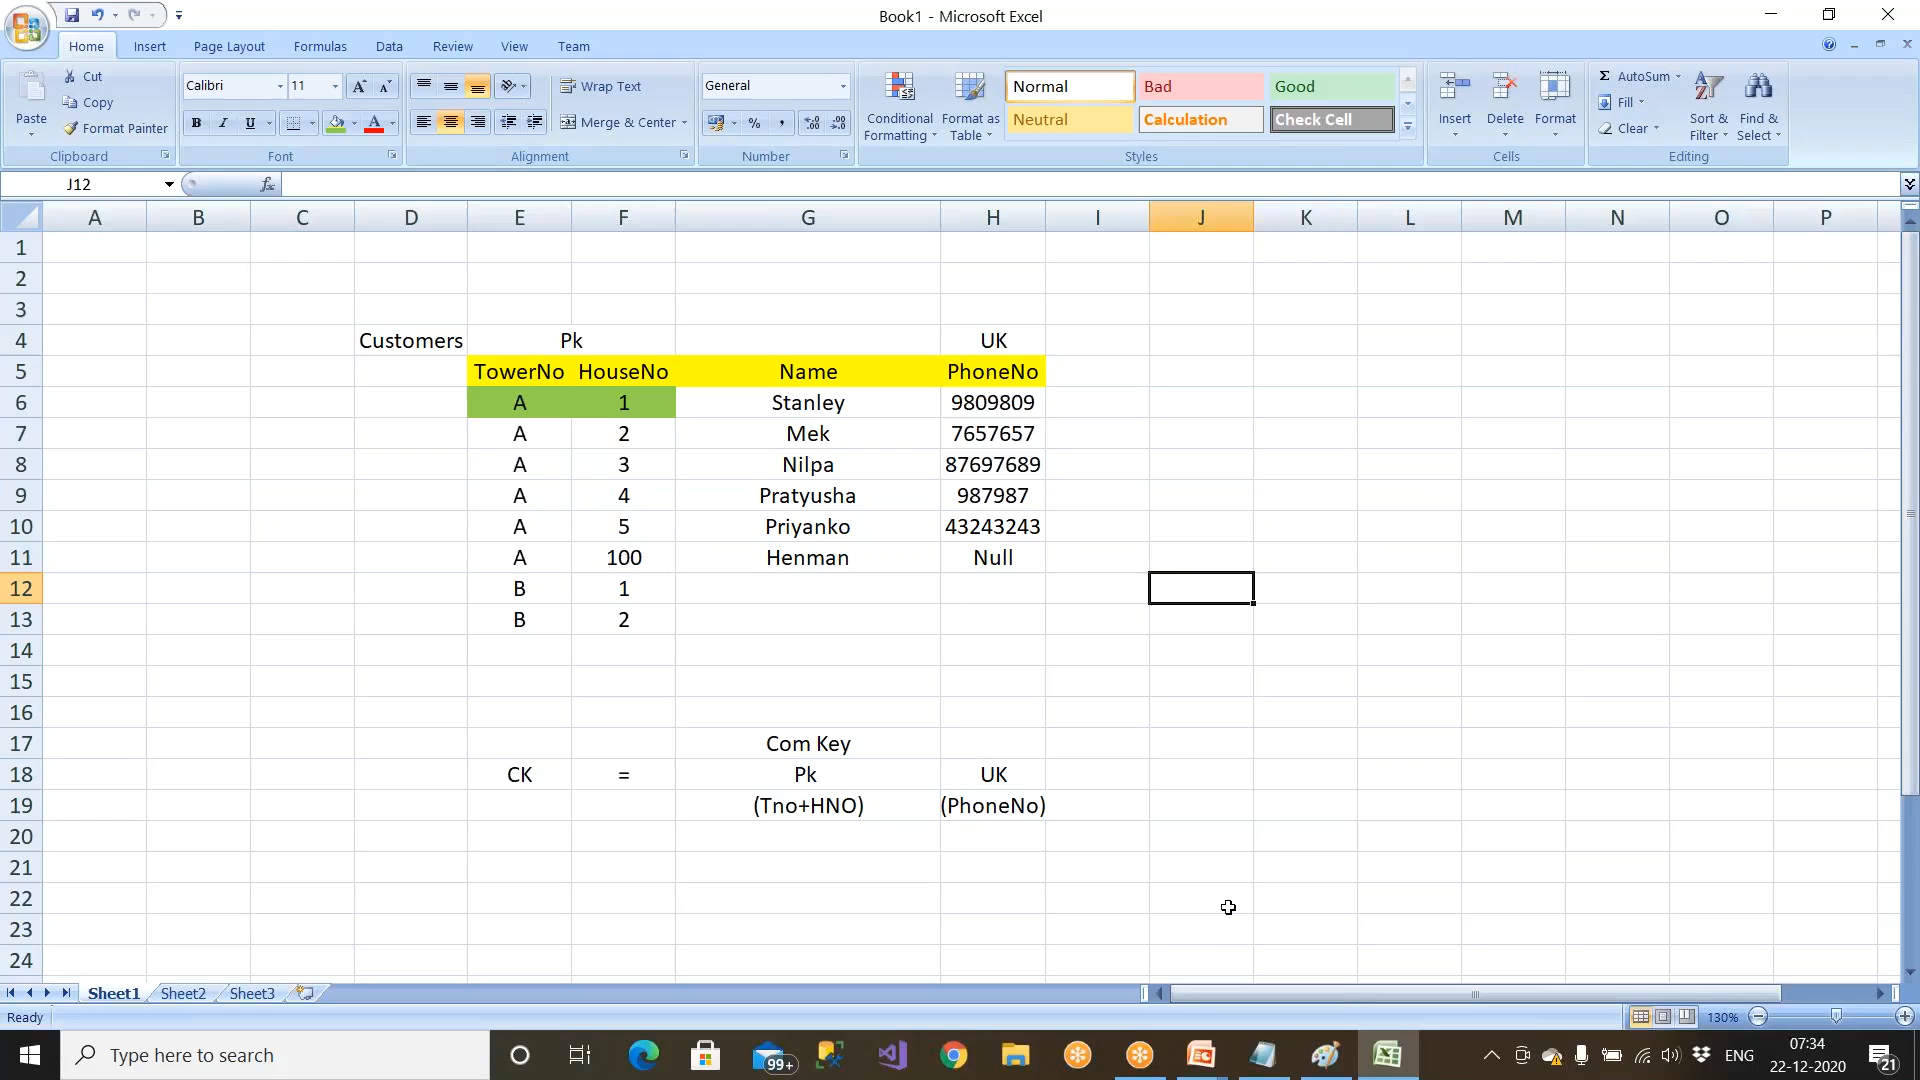 Book1 - Microsoft Excel
Home Insert Page Layout Formulas Data Review View Team
Paste
Cut
Copy
Format Painter
Clipboard
Calibri 11
B I U
Font
Wrap Text
Merge & Center
Alignment
General
Number
Conditional Formatting
Format as Table
Normal Bad Good
Neutral Calculation Check Cell
Styles
Insert Delete Format
Cells
AutoSum
Fill
Clear
Sort & Filter
Find & Select
Editing
J12 fx
A B C D E F G H I J K L M N O P
1
2
3
4 Customers Pk UK
5 TowerNo HouseNo Name PhoneNo
6 A 1 Stanley 9809809
7 A 2 Mek 7657657
8 A 3 Nilpa 87697689
9 A 4 Pratyusha 987987
10 A 5 Priyanko 43243243
11 A 100 Henman Null
12 B 1
13 B 2
14
15
16
17 Com Key
18 CK = Pk UK
19 (Tno+HNO) (PhoneNo)
20
21
22
23
24
Sheet1 Sheet2 Sheet3
Ready 130%
Type here to search 99+ ENG 07:34
22-12-2020 21